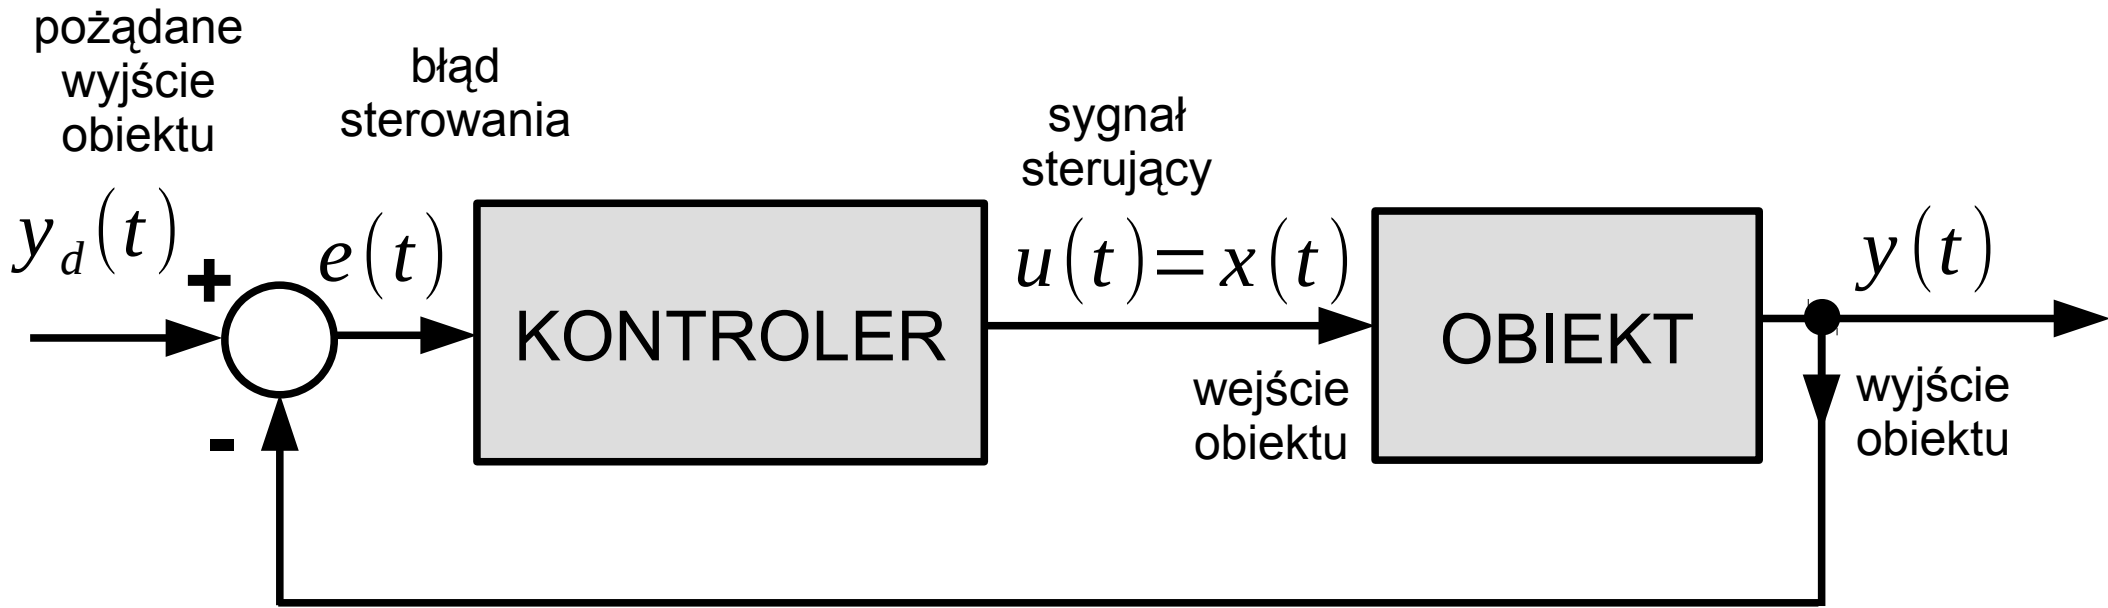 pożądane
wyjście
obiektu
y_d(t)
+
-
błąd
sterowania
e(t)
KONTROLER
sygnał
sterujący
u(t)=x(t)
wejście
obiektu
OBIEKT
y(t)
wyjście
obiektu